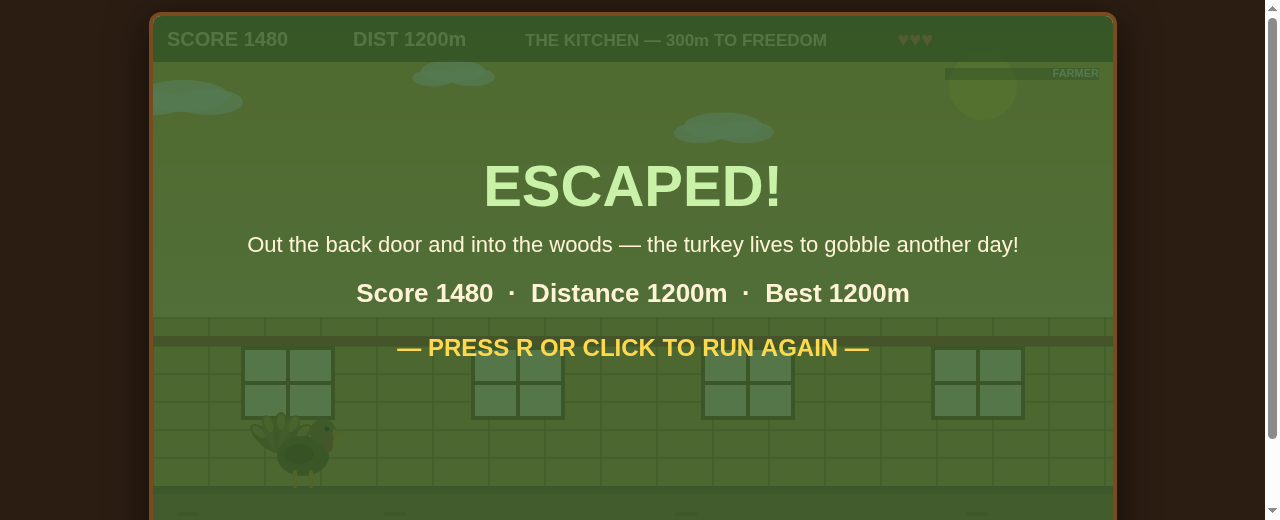 SCORE 1480 DIST 1200m THE KITCHEN — 300m TO FREEDOM ♥♥♥
FARMER
ESCAPED!
Out the back door and into the woods — the turkey lives to gobble another day!
Score 1480 · Distance 1200m · Best 1200m
— PRESS R OR CLICK TO RUN AGAIN —